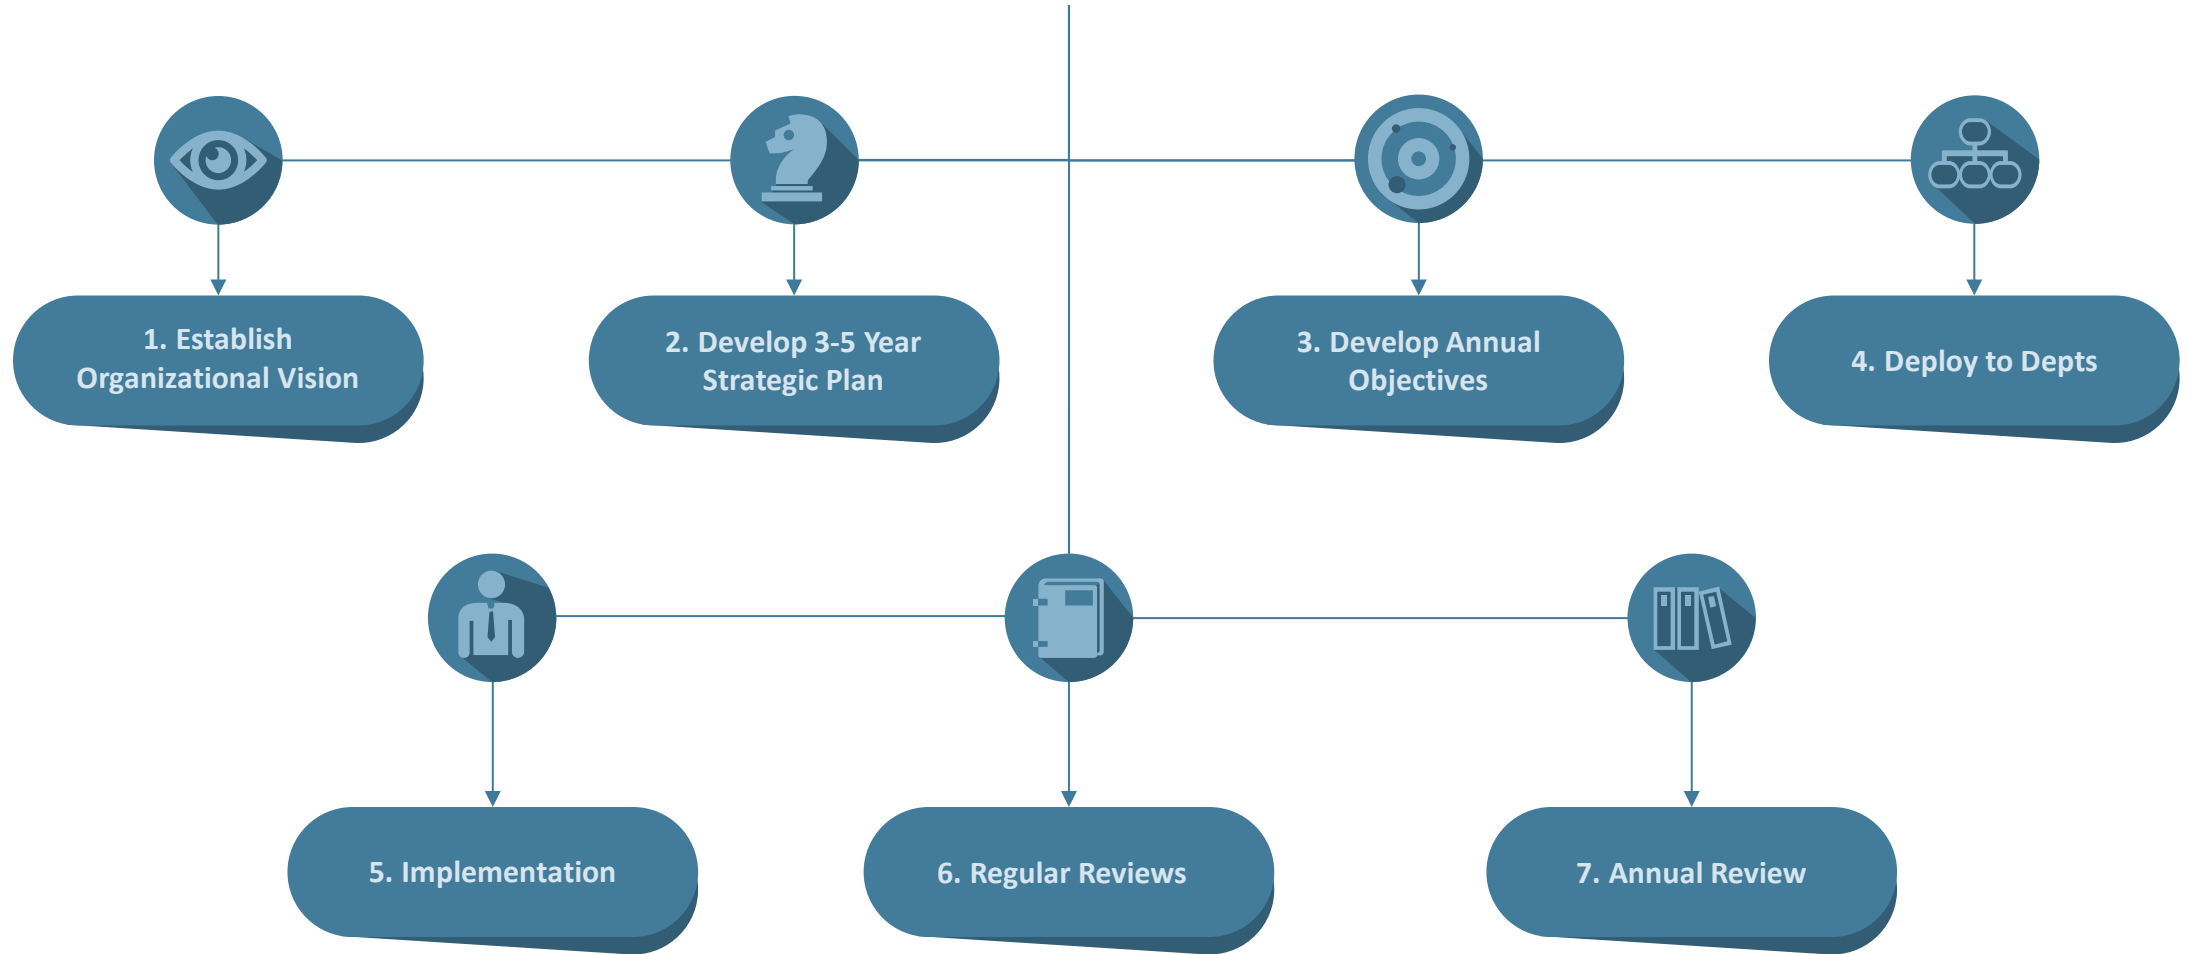 1. Establish
Organizational Vision
2. Develop 3-5 Year
Strategic Plan
3. Develop Annual
Objectives
4. Deploy to Depts
5. Implementation
6. Regular Reviews
7. Annual Review